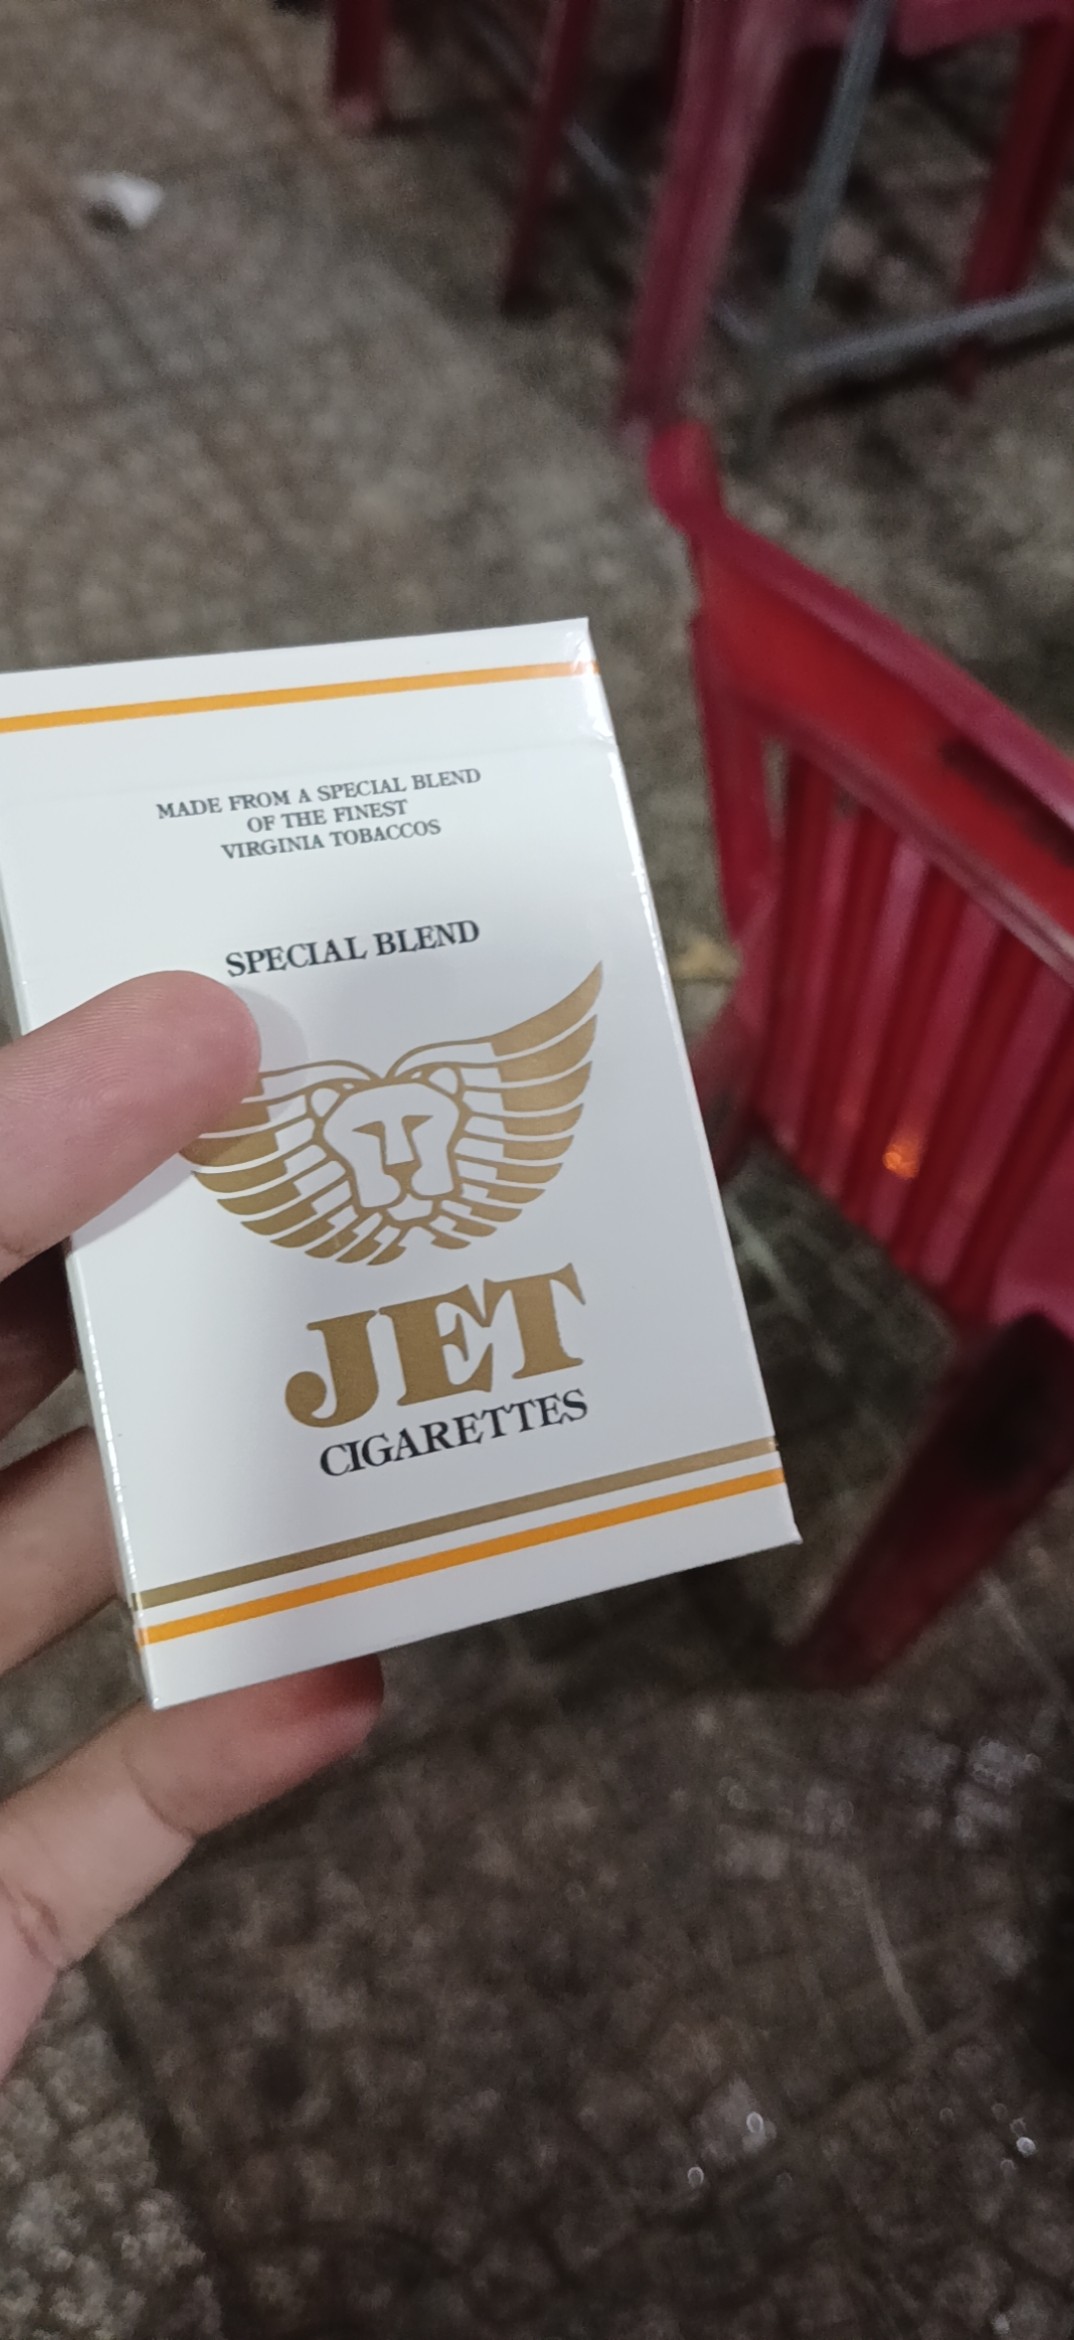 MADE FROM A SPECIAL BLEND
OF THE FINEST
VIRGINIA TOBACCOS
SPECIAL BLEND
JET
CIGARETTES